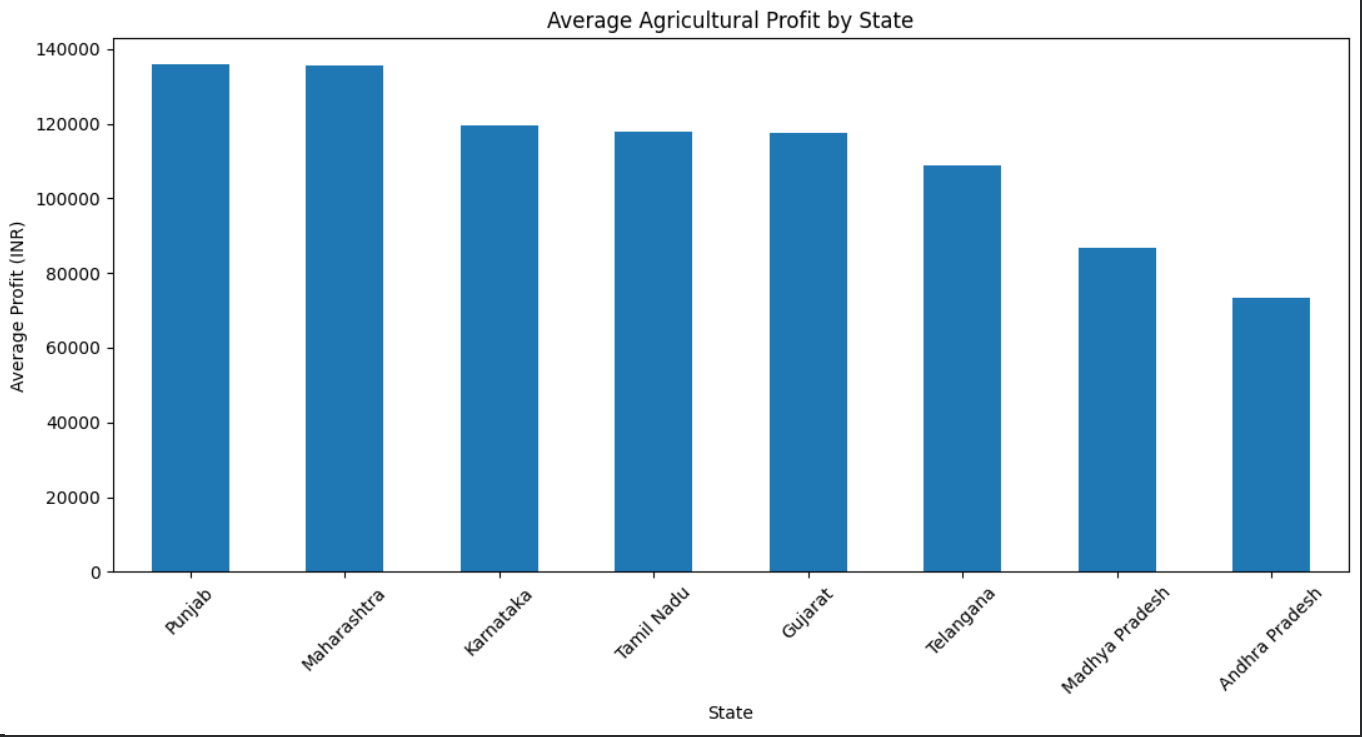 Average Agricultural Profit by State
Average Profit (INR)
140000
120000
100000
80000
60000
40000
20000
0
Punjab
Maharashtra
Karnataka
Tamil Nadu
Gujarat
Telangana
Madhya Pradesh
Andhra Pradesh
State